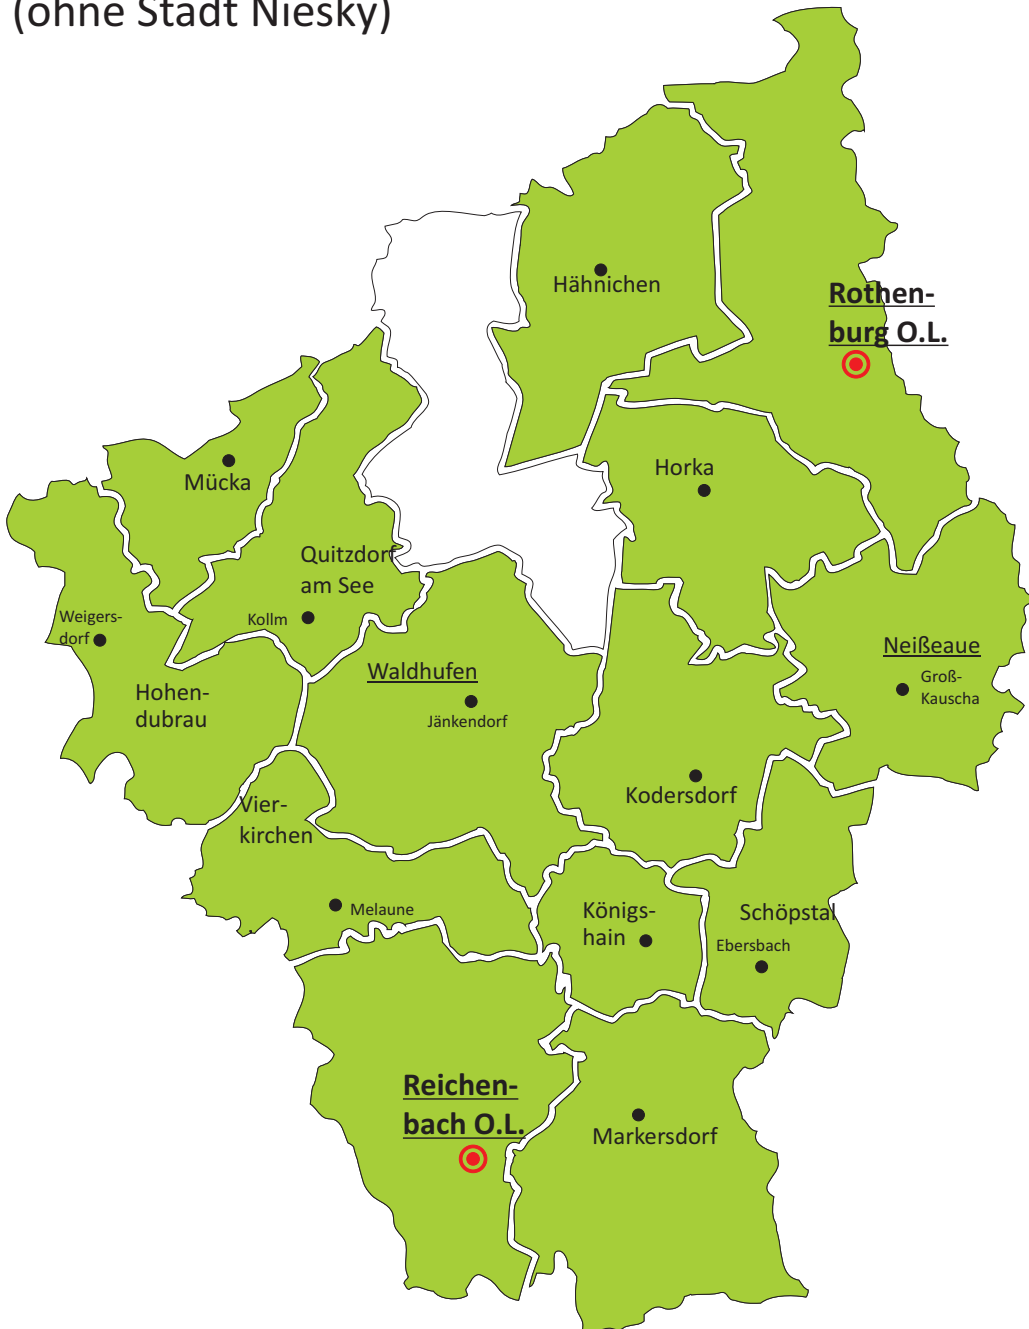 (ohne Stadt Niesky)
Hähnichen
Rothen-
burg O.L.
Mücka
Horka
Quitzdorf
am See
Kollm
Weigers-
dorf
Hohen-
dubrau
Waldhufen
Jänkendorf
Neißeaue
Groß-
Kauscha
Kodersdorf
Vier-
kirchen
Melaune
Königs-
hain
Schöpstal
Ebersbach
Reichen-
bach O.L.
Markersdorf